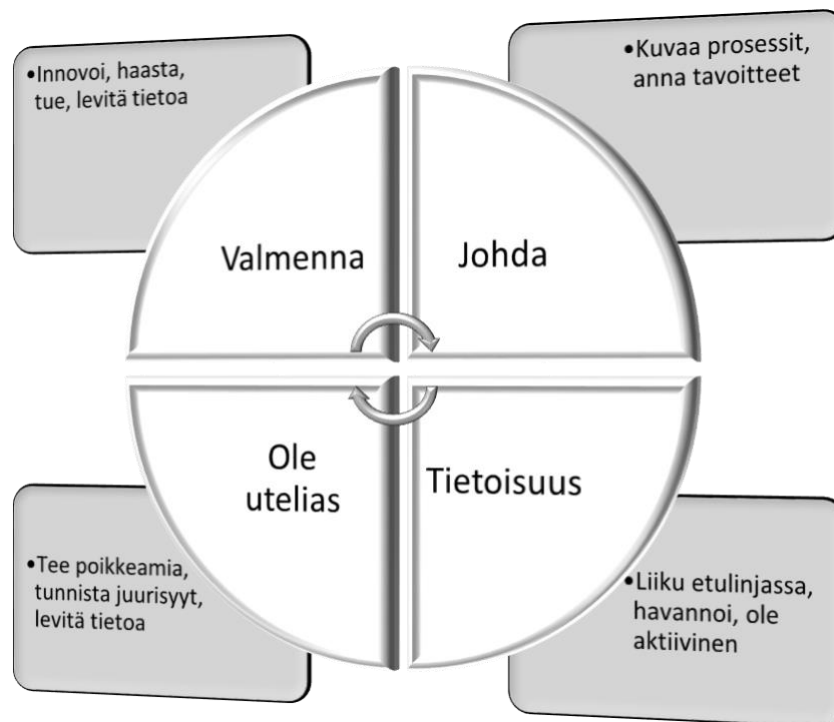 •Innovoi, haasta,
tue, levitä tietoa
•Kuvaa prosessit,
anna tavoitteet
Valmenna
Johda
Ole
utelias
Tietoisuus
•Tee poikkeamia,
tunnista juurisyyt,
levitä tietoa
•Liiku etulinjassa,
havannoi, ole
aktiivinen